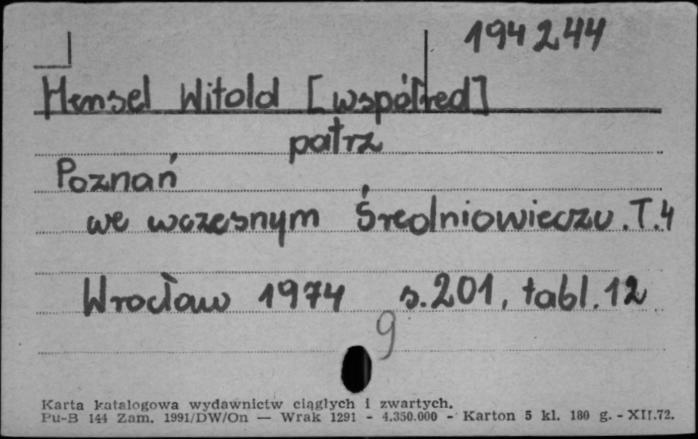 194244
Hensel Witold [współred]
patrz
Poznań
we wczesnym Średniowieczu. T.4
Wrocław 1974 s.201, tabl.12
9
Karta katalogowa wydawnictw ciągłych i zwartych.
Pu-B 144 Zam. 1991/DW/On — Wrak 1291 - 4.350.000 - Karton 5 kl. 180 g. - XII.72.